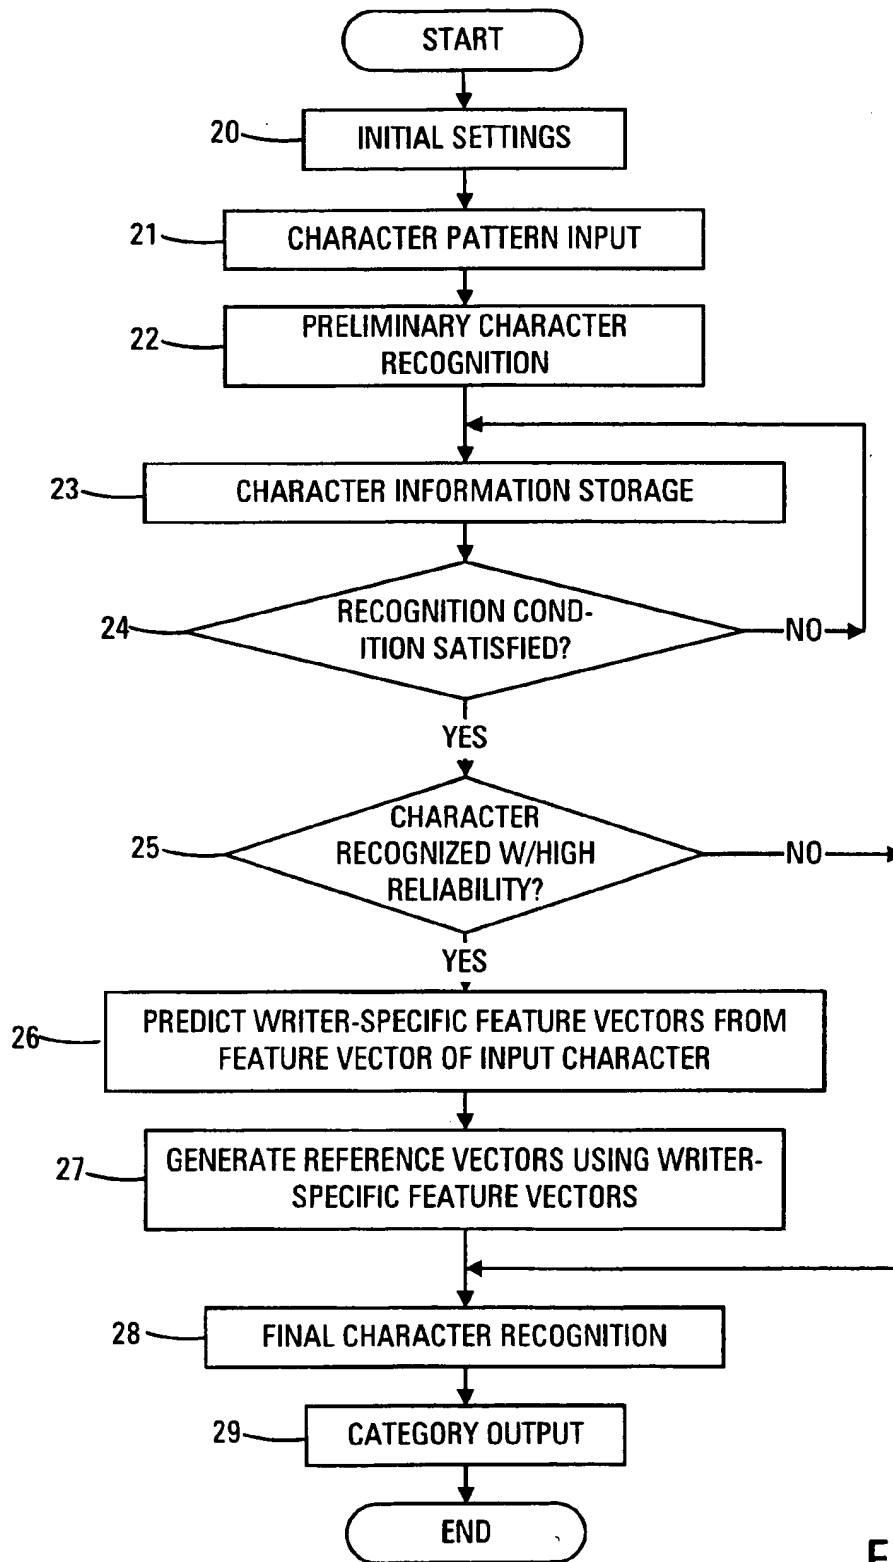 START
20
INITIAL SETTINGS
21
CHARACTER PATTERN INPUT
22
PRELIMINARY CHARACTER
RECOGNITION
23
CHARACTER INFORMATION STORAGE
24
RECOGNITION COND-
ITION SATISFIED?
NO
YES
25
CHARACTER
RECOGNIZED W/HIGH
RELIABILITY?
NO
YES
26
PREDICT WRITER-SPECIFIC FEATURE VECTORS FROM
FEATURE VECTOR OF INPUT CHARACTER
27
GENERATE REFERENCE VECTORS USING WRITER-
SPECIFIC FEATURE VECTORS
28
FINAL CHARACTER RECOGNITION
29
CATEGORY OUTPUT
END